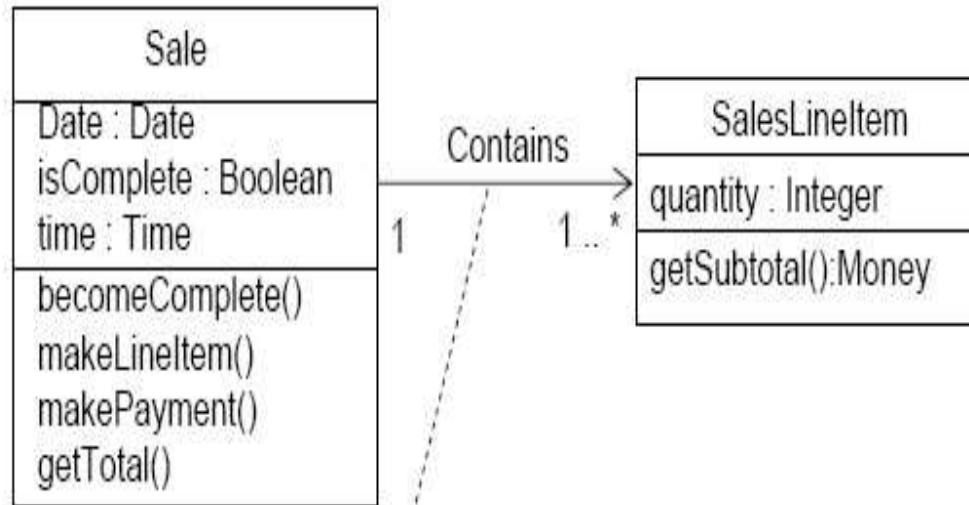 Sale
Date : Date
isComplete : Boolean
time : Time
becomeComplete()
makeLineItem()
makePayment()
getTotal()
Contains
1
1.. *
SalesLineItem
quantity : Integer
getSubtotal():Money